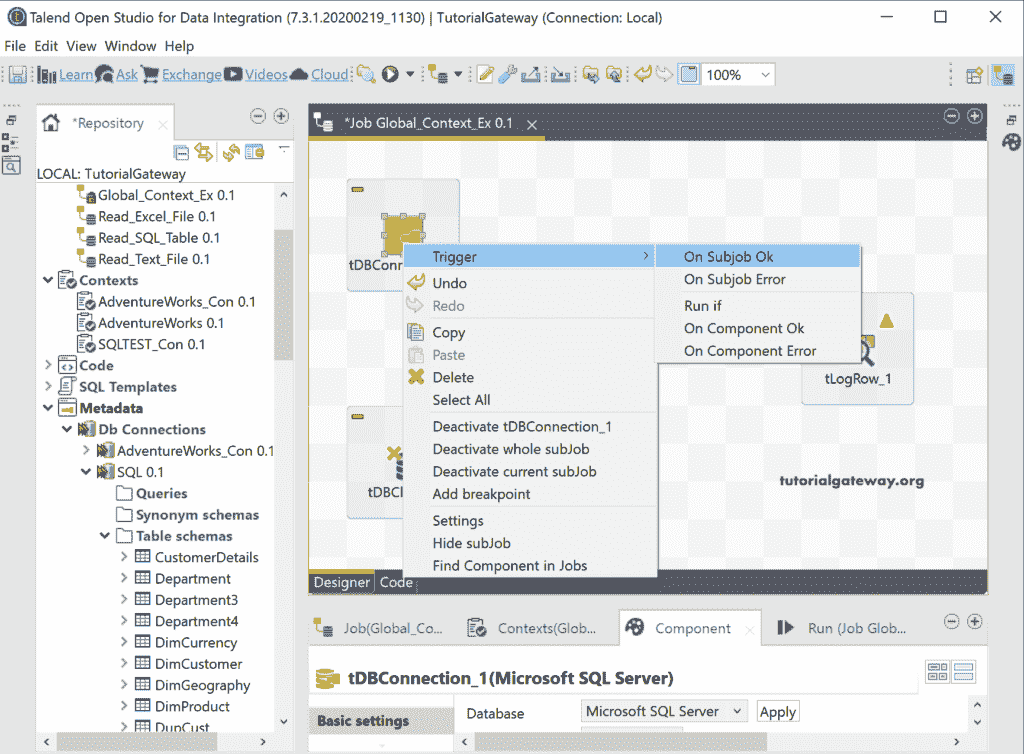 Talend Open Studio for Data Integration (7.3.1.20200219_1130) | TutorialGateway (Connection: Local)
File Edit View Window Help
Learn Ask Exchange Videos Cloud 100%
*Repository
LOCAL: TutorialGateway
Global_Context_Ex 0.1
Read_Excel_File 0.1
Read_SQL_Table 0.1
Read_Text_File 0.1
Contexts
AdventureWorks_Con 0.1
AdventureWorks 0.1
SQLTEST_Con 0.1
Code
SQL Templates
Metadata
Db Connections
AdventureWorks_Con 0.1
SQL 0.1
Queries
Synonym schemas
Table schemas
CustomerDetails
Department
Department3
Department4
DimCurrency
DimCustomer
DimGeography
DimProduct
DupCust
*Job Global_Context_Ex 0.1
tDBConn
tDBCl
Trigger
Undo
Redo
Copy
Paste
Delete
Select All
Deactivate tDBConnection_1
Deactivate whole subJob
Deactivate current subJob
Add breakpoint
Settings
Hide subJob
Find Component in Jobs
On Subjob Ok
On Subjob Error
Run if
On Component Ok
On Component Error
tLogRow_1
tutorialgateway.org
Designer Code
Job(Global_Co... Contexts(Glob... Component Run (Job Glob...
tDBConnection_1(Microsoft SQL Server)
Basic settings
Database Microsoft SQL Server Apply